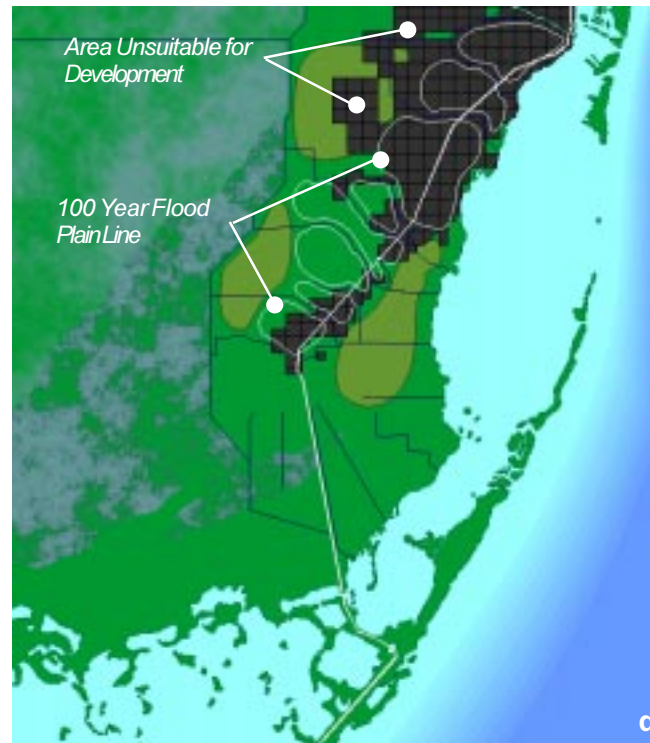 Area Unsuitable for
Development
100 Year Flood
Plain Line
d